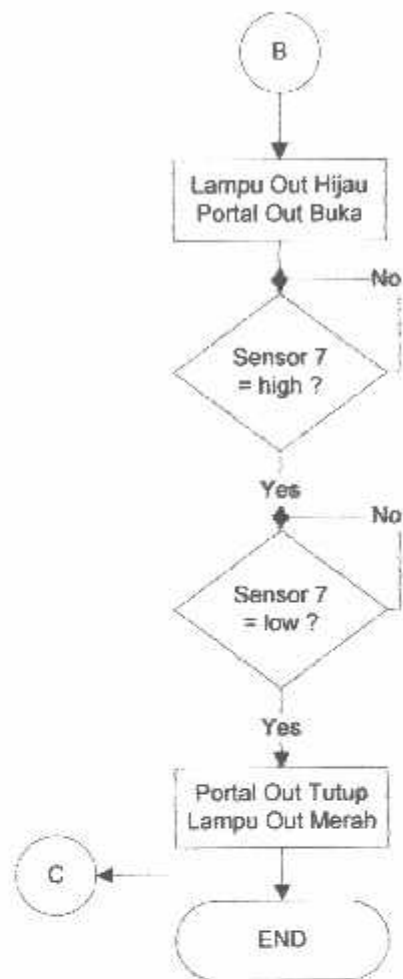 B
Lampu Out Hijau
Portal Out Buka
No
Sensor 7
= high ?
Yes
No
Sensor 7
= low ?
Yes
Portal Out Tutup
Lampu Out Merah
C
END